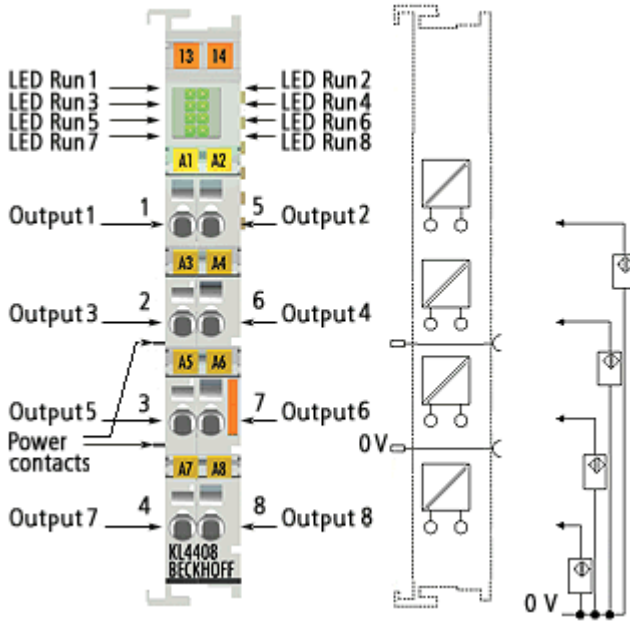 13 14
LED Run 1 LED Run 2
LED Run 3 LED Run 4
LED Run 5 LED Run 6
LED Run 7 LED Run 8
A1 A2
Output 1 1 5 Output 2
A3 A4
Output 3 2 6 Output 4
A5 A6
Output 5 3 7 Output 6
Power
contacts
0 V
A7 A8
Output 7 4 8 Output 8
KL4408
BECKHOFF
0 V